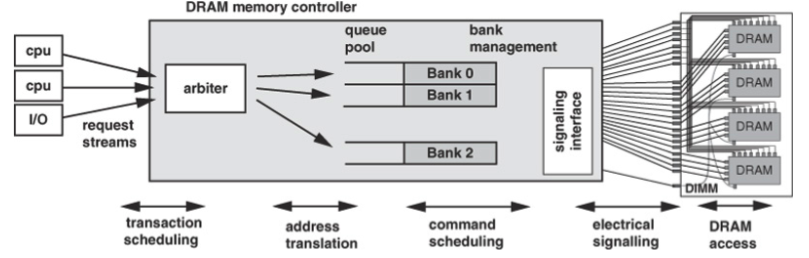 DRAM memory controller
queue
pool
bank
management
cpu
cpu
I/O
request
streams
arbiter
Bank 0
Bank 1
Bank 2
signaling
interface
DRAM
DRAM
DRAM
DRAM
DIMM
transaction
scheduling
address
translation
command
scheduling
electrical
signalling
DRAM
access